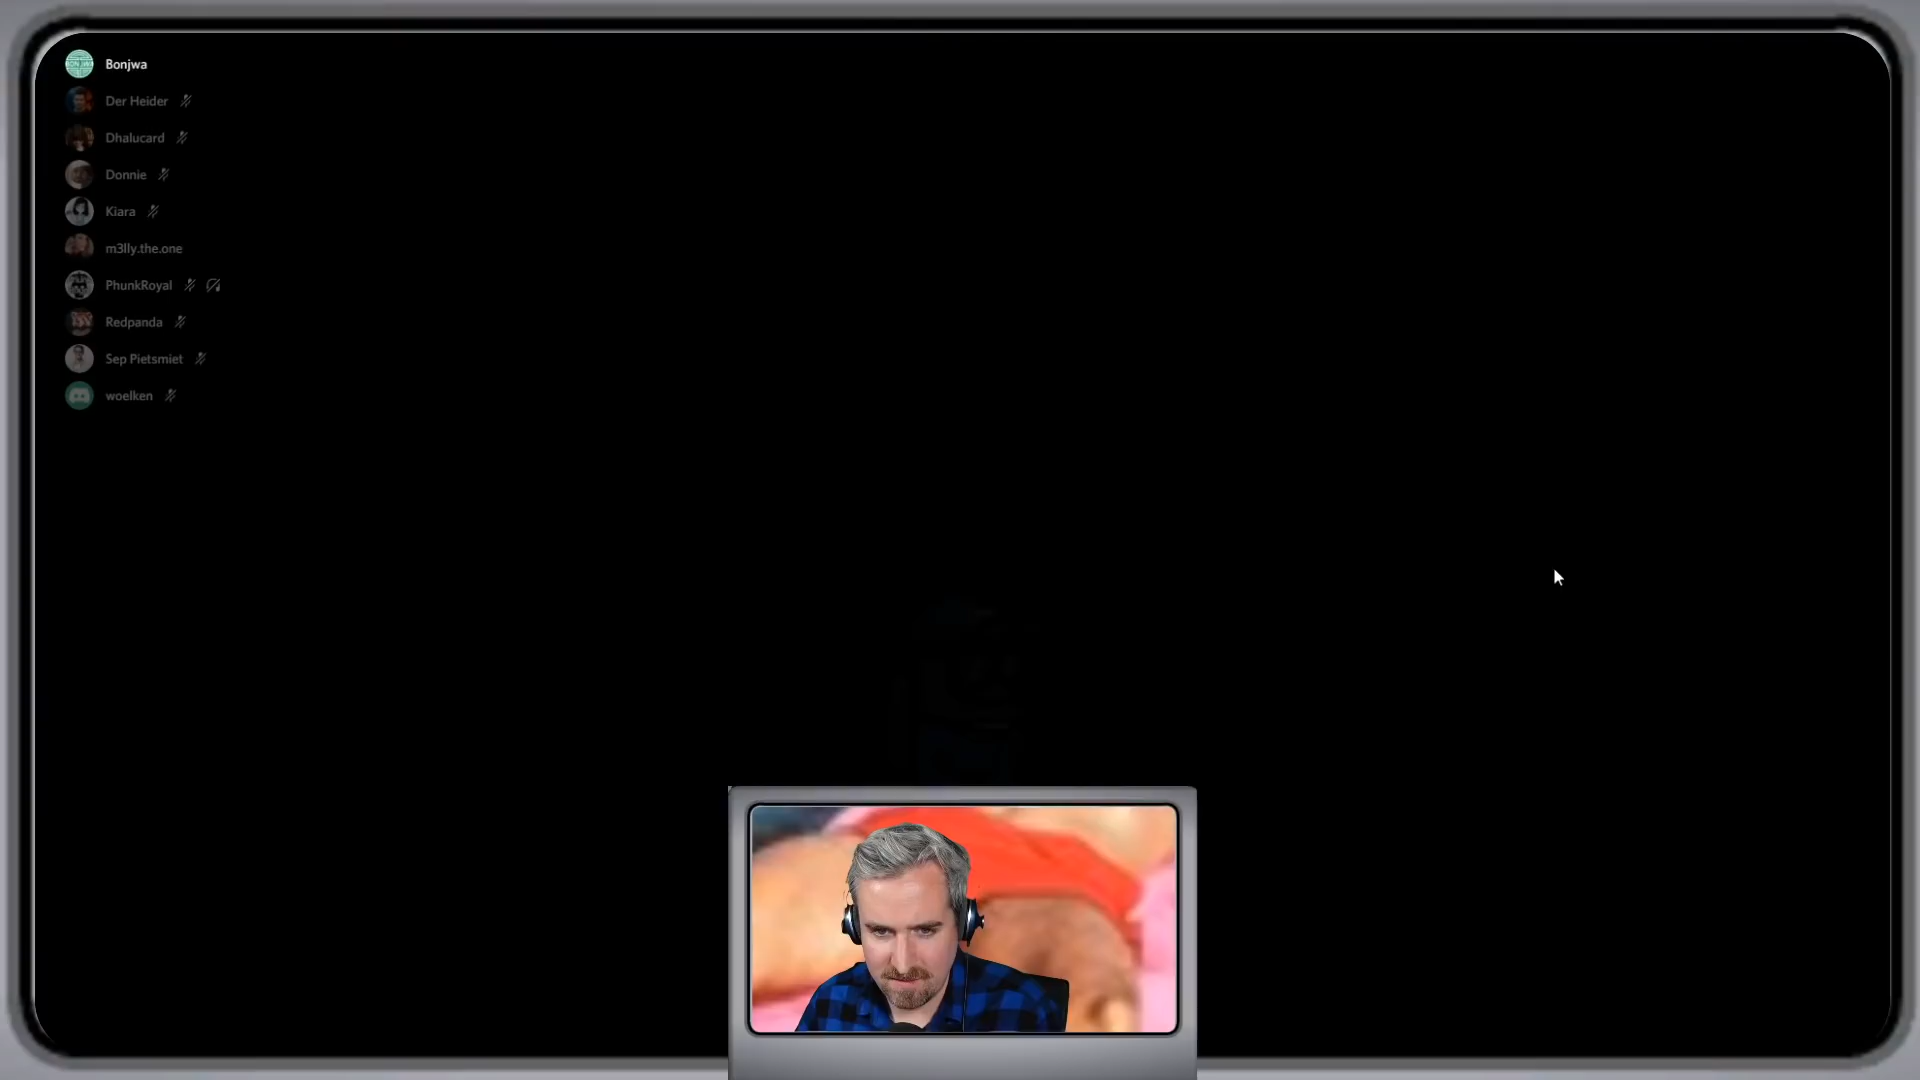 Bonjwa
Der Heider
Dhalucard
Donnie
Kiara
m3lly.the.one
PhunkRoyal
Redpanda
Sep Pietsmiet
woelken